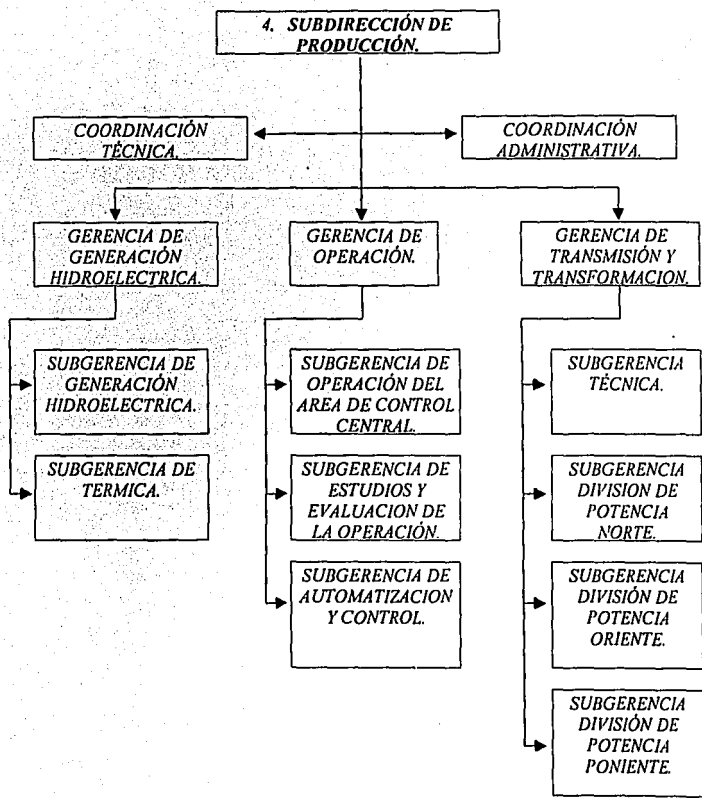 4. SUBDIRECCIÓN DE
PRODUCCIÓN.
COORDINACIÓN
TÉCNICA.
COORDINACIÓN
ADMINISTRATIVA.
GERENCIA DE
GENERACIÓN
HIDROELECTRICA.
GERENCIA DE
OPERACIÓN.
GERENCIA DE
TRANSMISIÓN Y
TRANSFORMACION.
SUBGERENCIA DE
GENERACIÓN
HIDROELECTRICA.
SUBGERENCIA DE
TERMICA.
SUBGERENCIA DE
OPERACIÓN DEL
AREA DE CONTROL
CENTRAL.
SUBGERENCIA DE
ESTUDIOS Y
EVALUACION DE
LA OPERACIÓN.
SUBGERENCIA DE
AUTOMATIZACION
Y CONTROL.
SUBGERENCIA
TÉCNICA.
SUBGERENCIA
DIVISION DE
POTENCIA
NORTE.
SUBGERENCIA
DIVISIÓN DE
POTENCIA
ORIENTE.
SUBGERENCIA
DIVISIÓN DE
POTENCIA
PONIENTE.